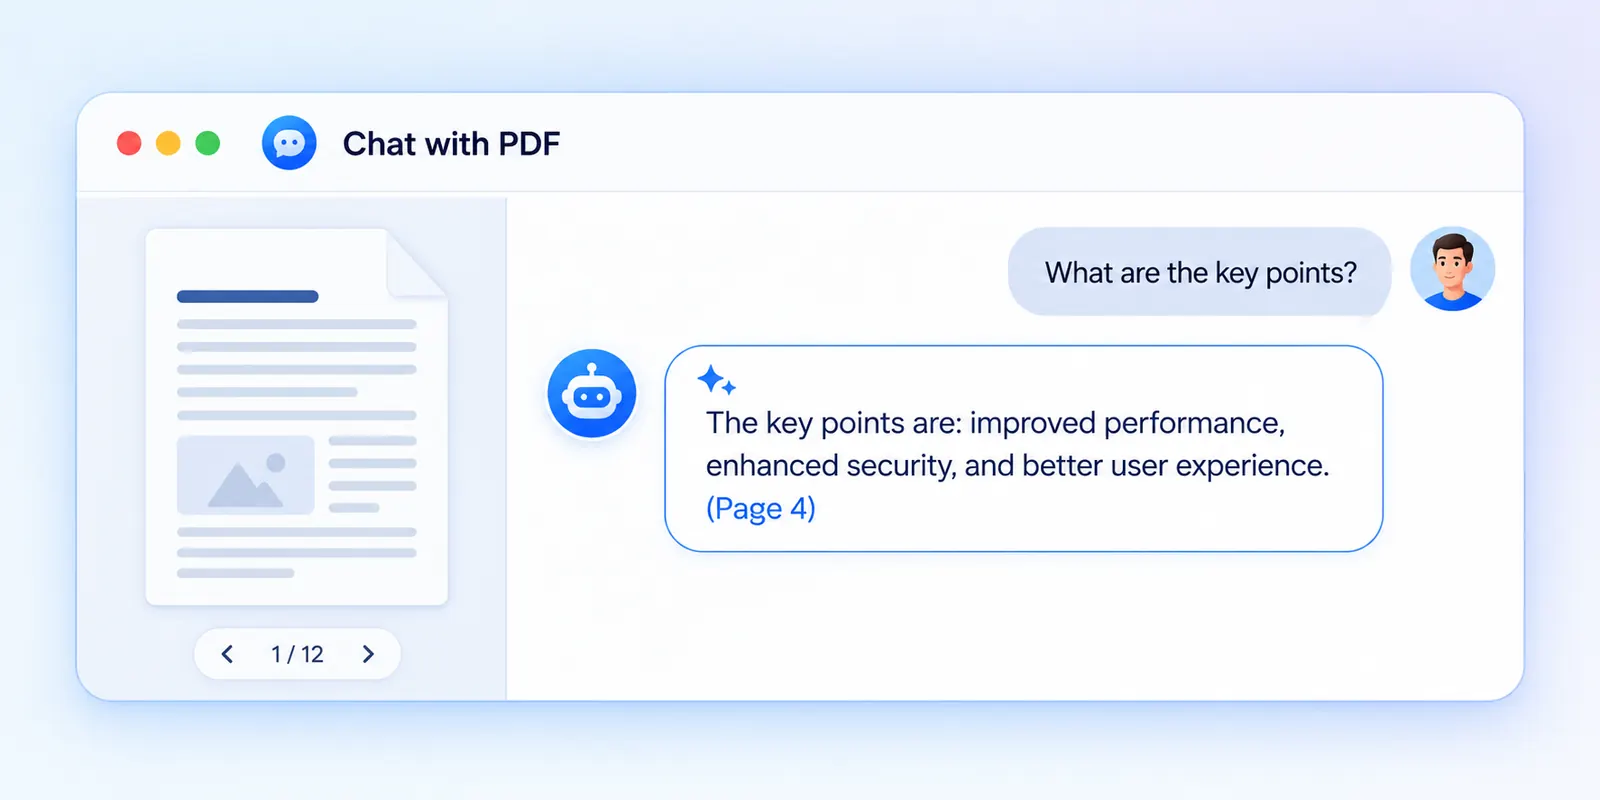 Chat with PDF
What are the key points?
The key points are: improved performance,
enhanced security, and better user experience.
(Page 4)
1 / 12